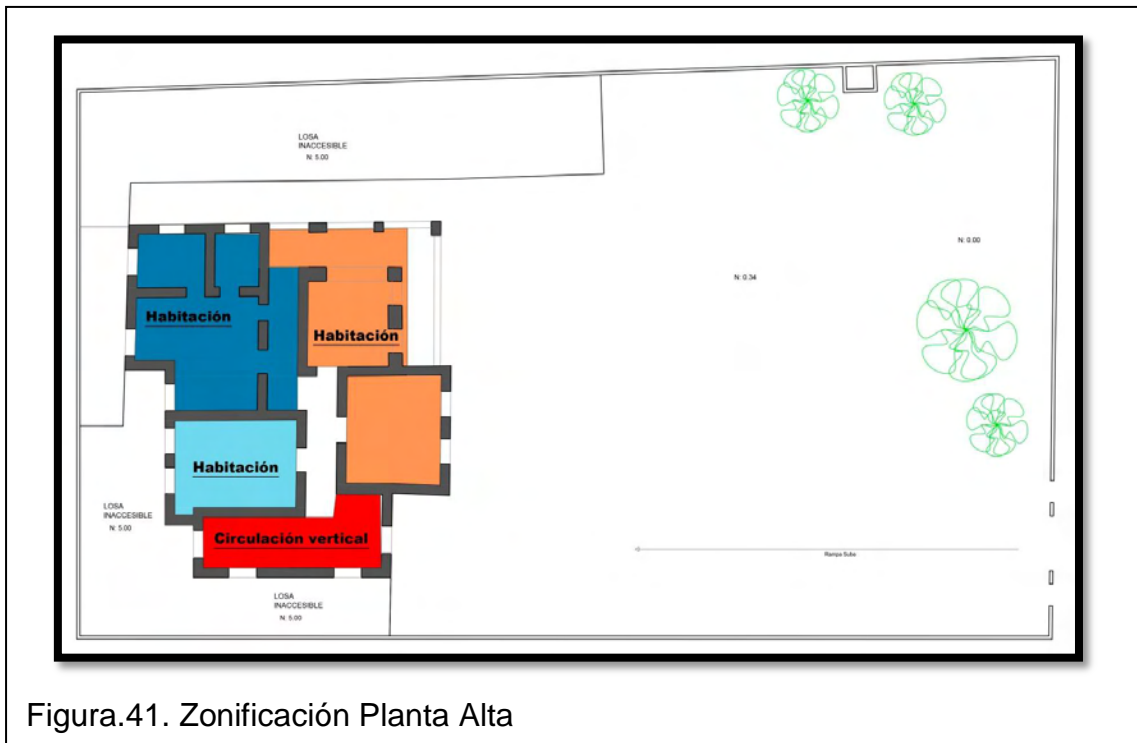 LOSA
INACCESIBLE
N: 5.00
N: 0.00
N: 0.34
Habitación
Habitación
Habitación
LOSA
INACCESIBLE
N: 5.00
Circulación vertical
Rampa Sube
LOSA
INACCESIBLE
N: 5.00
Figura.41. Zonificación Planta Alta